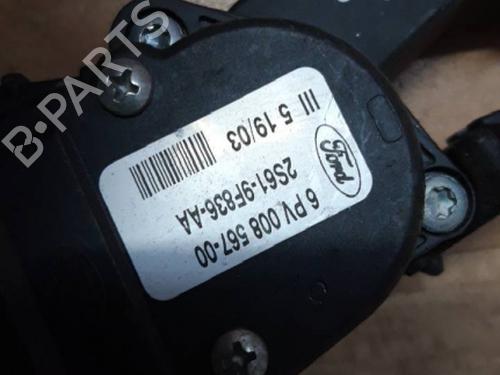 B-PARTS
Ford
6 PV 008 567-00
2S61-9F836-AA
III 5 19/03